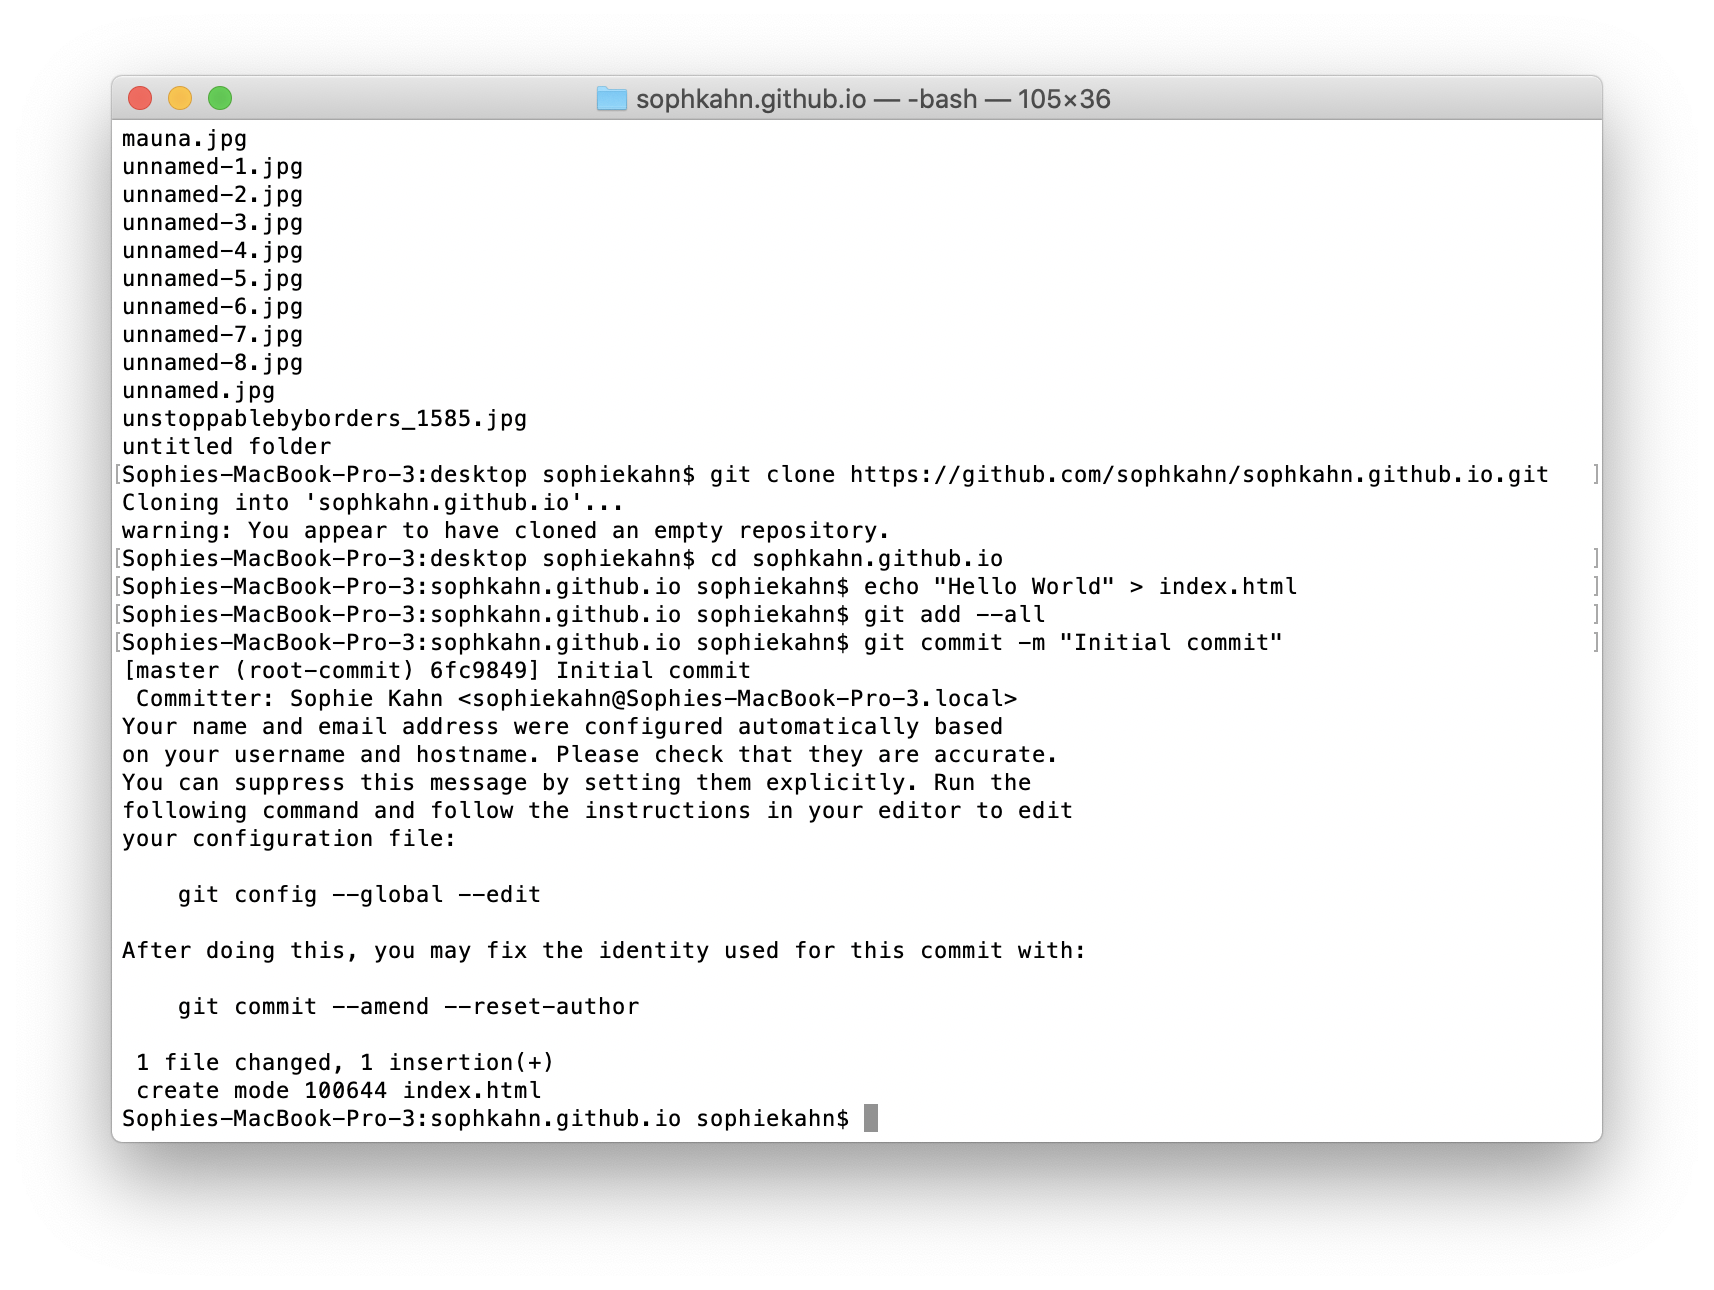 sophkahn.github.io — -bash — 105×36
mauna.jpg
unnamed-1.jpg
unnamed-2.jpg
unnamed-3.jpg
unnamed-4.jpg
unnamed-5.jpg
unnamed-6.jpg
unnamed-7.jpg
unnamed-8.jpg
unnamed.jpg
unstoppablebyborders_1585.jpg
untitled folder
[Sophies-MacBook-Pro-3:desktop sophiekahn$ git clone https://github.com/sophkahn/sophkahn.github.io.git ]
Cloning into 'sophkahn.github.io'...
warning: You appear to have cloned an empty repository.
[Sophies-MacBook-Pro-3:desktop sophiekahn$ cd sophkahn.github.io ]
[Sophies-MacBook-Pro-3:sophkahn.github.io sophiekahn$ echo "Hello World" > index.html ]
[Sophies-MacBook-Pro-3:sophkahn.github.io sophiekahn$ git add --all ]
[Sophies-MacBook-Pro-3:sophkahn.github.io sophiekahn$ git commit -m "Initial commit" ]
[master (root-commit) 6fc9849] Initial commit
 Committer: Sophie Kahn <sophiekahn@Sophies-MacBook-Pro-3.local>
Your name and email address were configured automatically based
on your username and hostname. Please check that they are accurate.
You can suppress this message by setting them explicitly. Run the
following command and follow the instructions in your editor to edit
your configuration file:
    git config --global --edit
After doing this, you may fix the identity used for this commit with:
    git commit --amend --reset-author
 1 file changed, 1 insertion(+)
 create mode 100644 index.html
Sophies-MacBook-Pro-3:sophkahn.github.io sophiekahn$